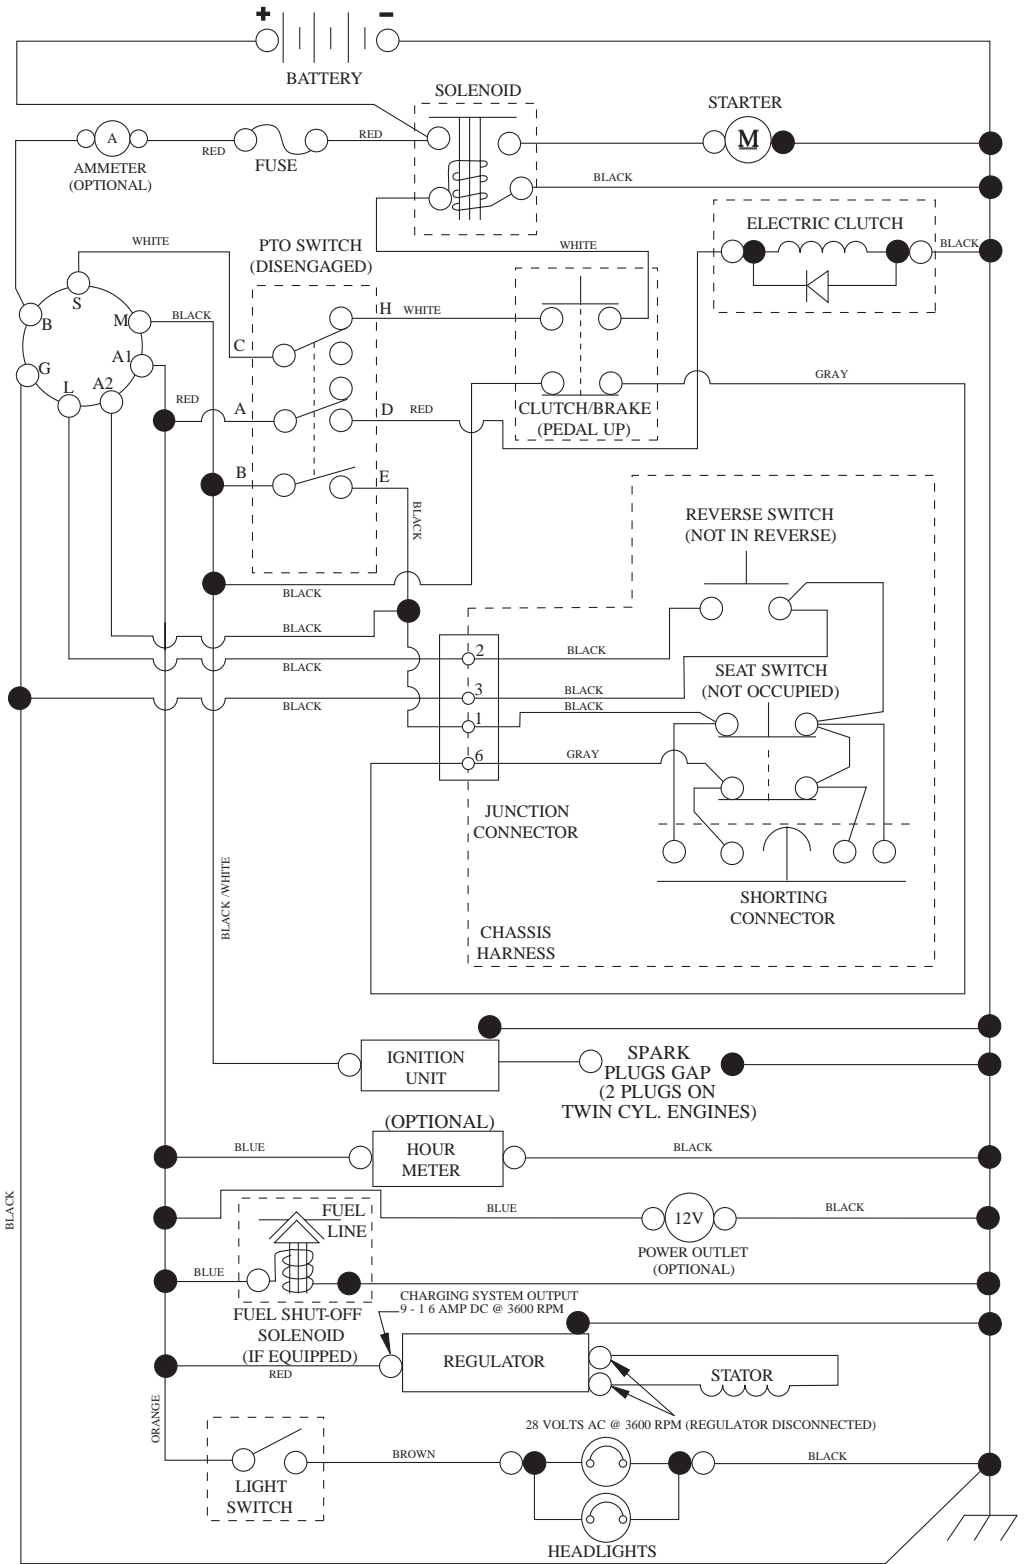 + -
BATTERY
SOLENOID
STARTER
A
RED
FUSE
RED
M
AMMETER
(OPTIONAL)
BLACK
ELECTRIC CLUTCH
BLACK
WHITE
PTO SWITCH
(DISENGAGED)
WHITE
S
B
M
BLACK
H
WHITE
C
G
A1
L
A2
RED
A
D
RED
CLUTCH/BRAKE
(PEDAL UP)
GRAY
B
E
BLACK
REVERSE SWITCH
(NOT IN REVERSE)
BLACK
BLACK
BLACK
2
BLACK
SEAT SWITCH
(NOT OCCUPIED)
3
BLACK
BLACK
BLACK
1
6
GRAY
JUNCTION
CONNECTOR
SHORTING
CONNECTOR
BLACK /WHITE
CHASSIS
HARNESS
IGNITION
UNIT
SPARK
PLUGS GAP
(2 PLUGS ON
TWIN CYL. ENGINES)
(OPTIONAL)
HOUR
METER
BLUE
BLACK
BLACK
FUEL
LINE
BLUE
12V
BLACK
POWER OUTLET
(OPTIONAL)
BLUE
FUEL SHUT-OFF
SOLENOID
(IF EQUIPPED)
CHARGING SYSTEM OUTPUT
9 - 1 6 AMP DC @ 3600 RPM
RED
REGULATOR
STATOR
28 VOLTS AC @ 3600 RPM (REGULATOR DISCONNECTED)
ORANGE
LIGHT
SWITCH
BROWN
BLACK
HEADLIGHTS